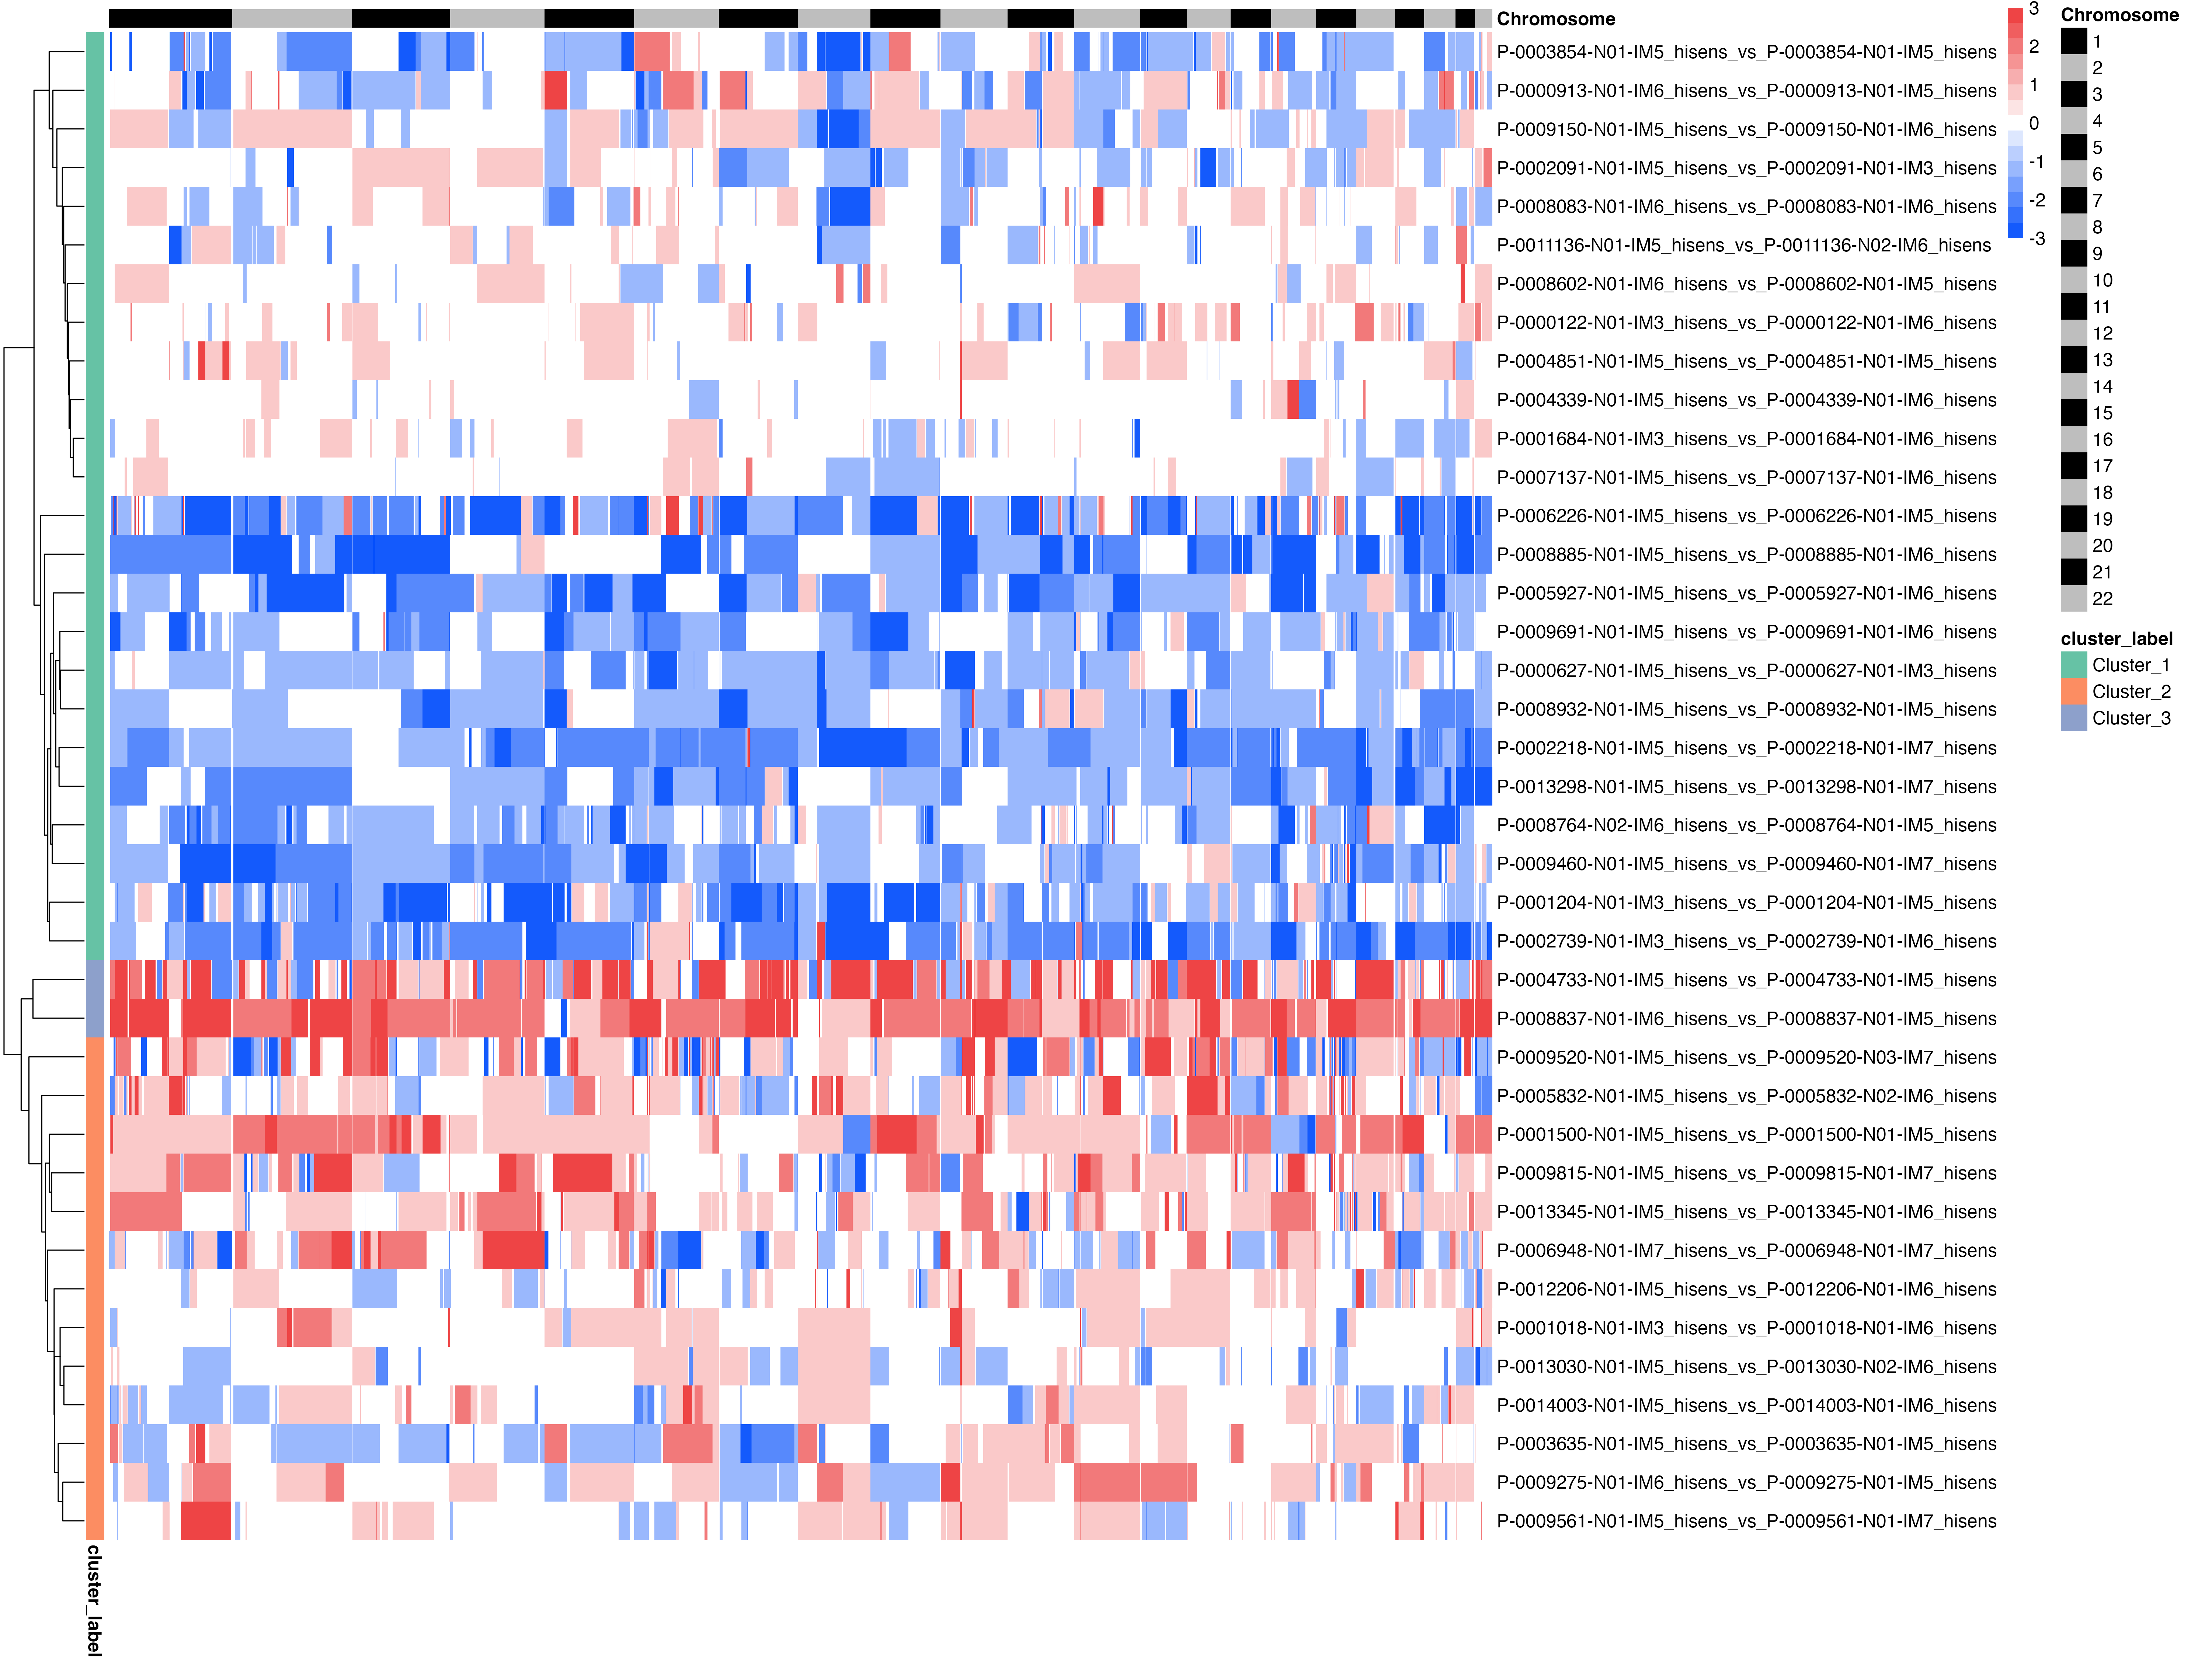 Chromosome
P-0003854-N01-IM5_hisens_vs_P-0003854-N01-IM5_hisens
P-0000913-N01-IM6_hisens_vs_P-0000913-N01-IM5_hisens
P-0009150-N01-IM5_hisens_vs_P-0009150-N01-IM6_hisens
P-0002091-N01-IM5_hisens_vs_P-0002091-N01-IM3_hisens
P-0008083-N01-IM6_hisens_vs_P-0008083-N01-IM6_hisens
P-0011136-N01-IM5_hisens_vs_P-0011136-N02-IM6_hisens
P-0008602-N01-IM6_hisens_vs_P-0008602-N01-IM5_hisens
P-0000122-N01-IM3_hisens_vs_P-0000122-N01-IM6_hisens
P-0004851-N01-IM5_hisens_vs_P-0004851-N01-IM5_hisens
P-0004339-N01-IM5_hisens_vs_P-0004339-N01-IM6_hisens
P-0001684-N01-IM3_hisens_vs_P-0001684-N01-IM6_hisens
P-0007137-N01-IM5_hisens_vs_P-0007137-N01-IM6_hisens
P-0006226-N01-IM5_hisens_vs_P-0006226-N01-IM5_hisens
P-0008885-N01-IM5_hisens_vs_P-0008885-N01-IM6_hisens
P-0005927-N01-IM5_hisens_vs_P-0005927-N01-IM6_hisens
P-0009691-N01-IM5_hisens_vs_P-0009691-N01-IM6_hisens
P-0000627-N01-IM5_hisens_vs_P-0000627-N01-IM3_hisens
P-0008932-N01-IM5_hisens_vs_P-0008932-N01-IM5_hisens
P-0002218-N01-IM5_hisens_vs_P-0002218-N01-IM7_hisens
P-0013298-N01-IM5_hisens_vs_P-0013298-N01-IM7_hisens
P-0008764-N02-IM6_hisens_vs_P-0008764-N01-IM5_hisens
P-0009460-N01-IM5_hisens_vs_P-0009460-N01-IM7_hisens
P-0001204-N01-IM3_hisens_vs_P-0001204-N01-IM5_hisens
P-0002739-N01-IM3_hisens_vs_P-0002739-N01-IM6_hisens
P-0004733-N01-IM5_hisens_vs_P-0004733-N01-IM5_hisens
P-0008837-N01-IM6_hisens_vs_P-0008837-N01-IM5_hisens
P-0009520-N01-IM5_hisens_vs_P-0009520-N03-IM7_hisens
P-0005832-N01-IM5_hisens_vs_P-0005832-N02-IM6_hisens
P-0001500-N01-IM5_hisens_vs_P-0001500-N01-IM5_hisens
P-0009815-N01-IM5_hisens_vs_P-0009815-N01-IM7_hisens
P-0013345-N01-IM5_hisens_vs_P-0013345-N01-IM6_hisens
P-0006948-N01-IM7_hisens_vs_P-0006948-N01-IM7_hisens
P-0012206-N01-IM5_hisens_vs_P-0012206-N01-IM6_hisens
P-0001018-N01-IM3_hisens_vs_P-0001018-N01-IM6_hisens
P-0013030-N01-IM5_hisens_vs_P-0013030-N02-IM6_hisens
P-0014003-N01-IM5_hisens_vs_P-0014003-N01-IM6_hisens
P-0003635-N01-IM5_hisens_vs_P-0003635-N01-IM5_hisens
P-0009275-N01-IM6_hisens_vs_P-0009275-N01-IM5_hisens
P-0009561-N01-IM5_hisens_vs_P-0009561-N01-IM7_hisens
cluster_label
3
2
1
0
-1
-2
-3
Chromosome
1
2
3
4
5
6
7
8
9
10
11
12
13
14
15
16
17
18
19
20
21
22
cluster_label
Cluster_1
Cluster_2
Cluster_3